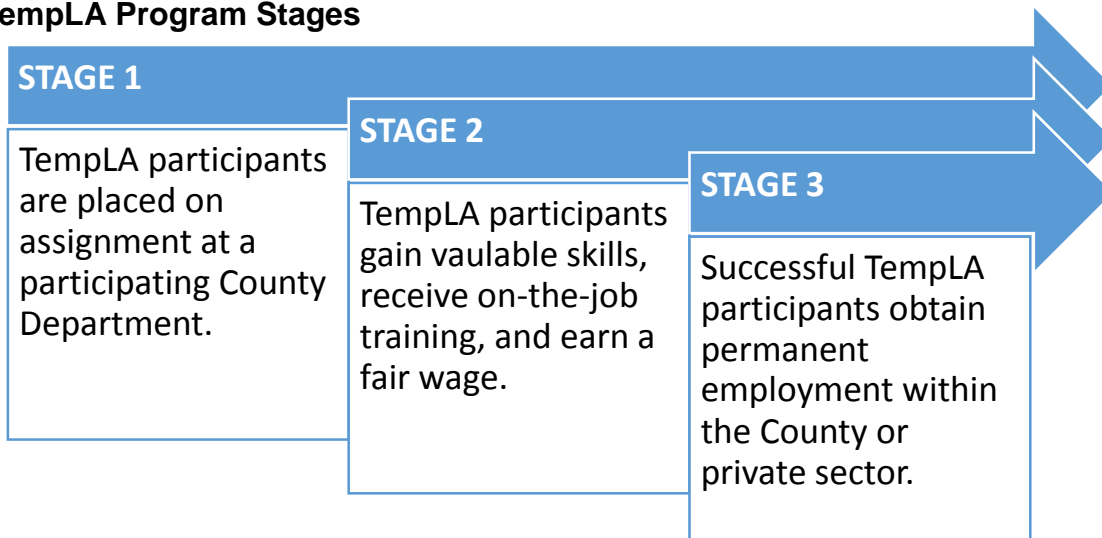 empLA Program Stages
STAGE 1
TempLA participants
are placed on
assignment at a
participating County
Department.
STAGE 2
TempLA participants
gain vaulable skills,
receive on-the-job
training, and earn a
fair wage.
STAGE 3
Successful TempLA
participants obtain
permanent
employment within
the County or
private sector.